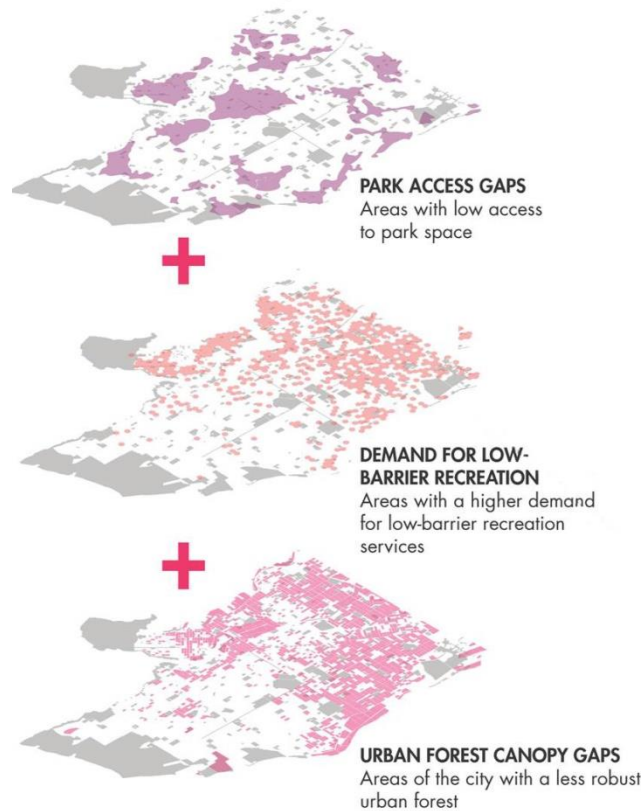 PARK ACCESS GAPS
Areas with low access
to park space
DEMAND FOR LOW-
BARRIER RECREATION
Areas with a higher demand
for low-barrier recreation
services
URBAN FOREST CANOPY GAPS
Areas of the city with a less robust
urban forest